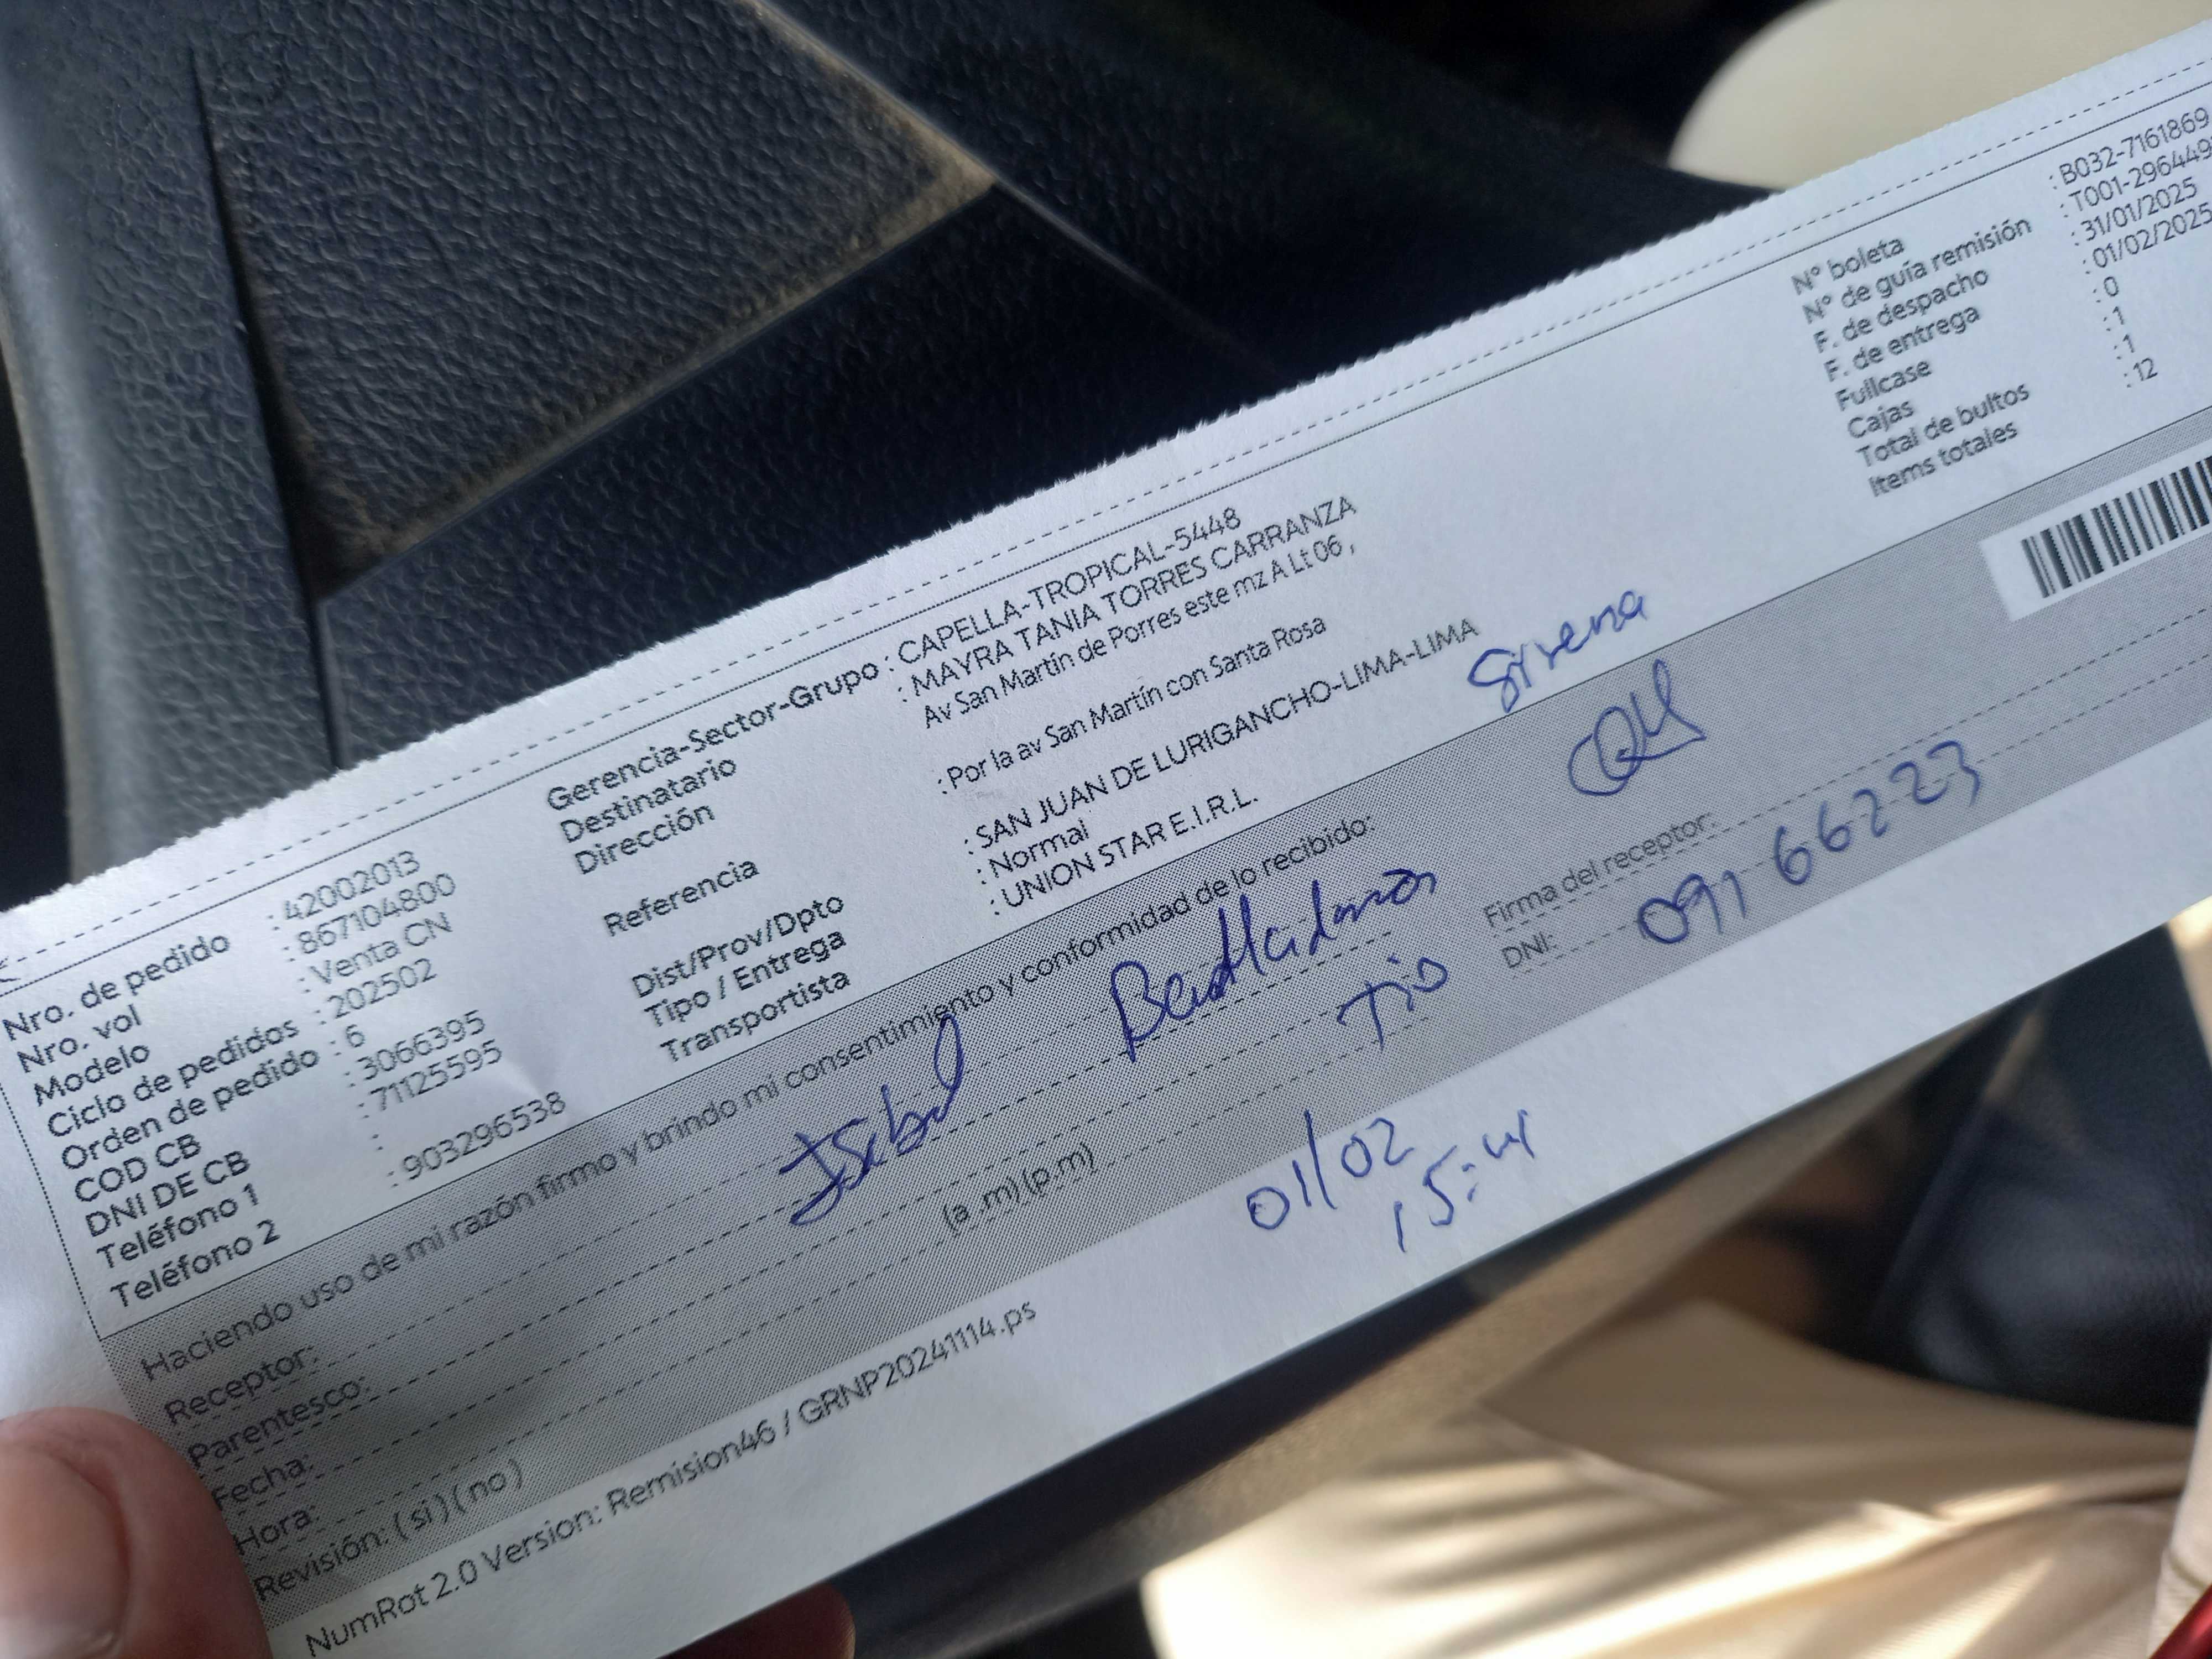 Nro. de pedido : 42002013
Nro. vol : 867104800
Modelo : Venta CN
Ciclo de pedidos : 202502
Orden de pedido : 6
COD CB : 3066395
DNI DE CB : 71125595
Teléfono 1 :
Teléfono 2 : 903296538
Gerencia-Sector-Grupo : CAPELLA-TROPICAL-5448
Destinatario : MAYRA TANIA TORRES CARRANZA
Dirección Av San Martín de Porres este mz A Lt 06 ,
Referencia : Por la av San Martín con Santa Rosa
Dist/Prov/Dpto : SAN JUAN DE LURIGANCHO-LIMA-LIMA
Tipo / Entrega : Normal
Transportista : UNION STAR E.I.R.L.
N° boleta : B032-7161869
N° de guía remisión : T001-296449
F. de despacho : 31/01/2025
F. de entrega : 01/02/2025
Fullcase : 0
Cajas : 1
Total de bultos : 1
Items totales : 12
Haciendo uso de mi razón firmo y brindo mi consentimiento y conformidad de lo recibido:
Receptor:
Parentesco: Tio
Fecha: 01/02
Hora: (a .m) (p.m)
Revisión: ( si ) ( no )
Firma del receptor:
DNI: 09166223
NumRot 2.0 Version: Remision46 / GRNP20241114.ps